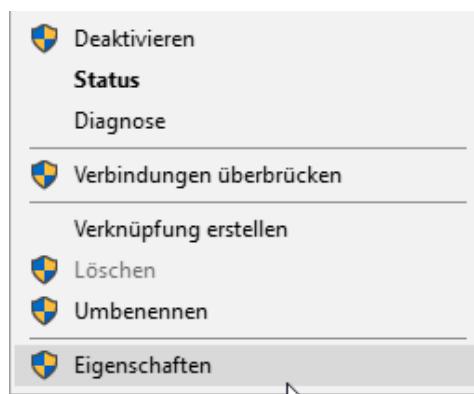 Deaktivieren
Status
Diagnose
Verbindungen überbrücken
Verknüpfung erstellen
Löschen
Umbenennen
Eigenschaften